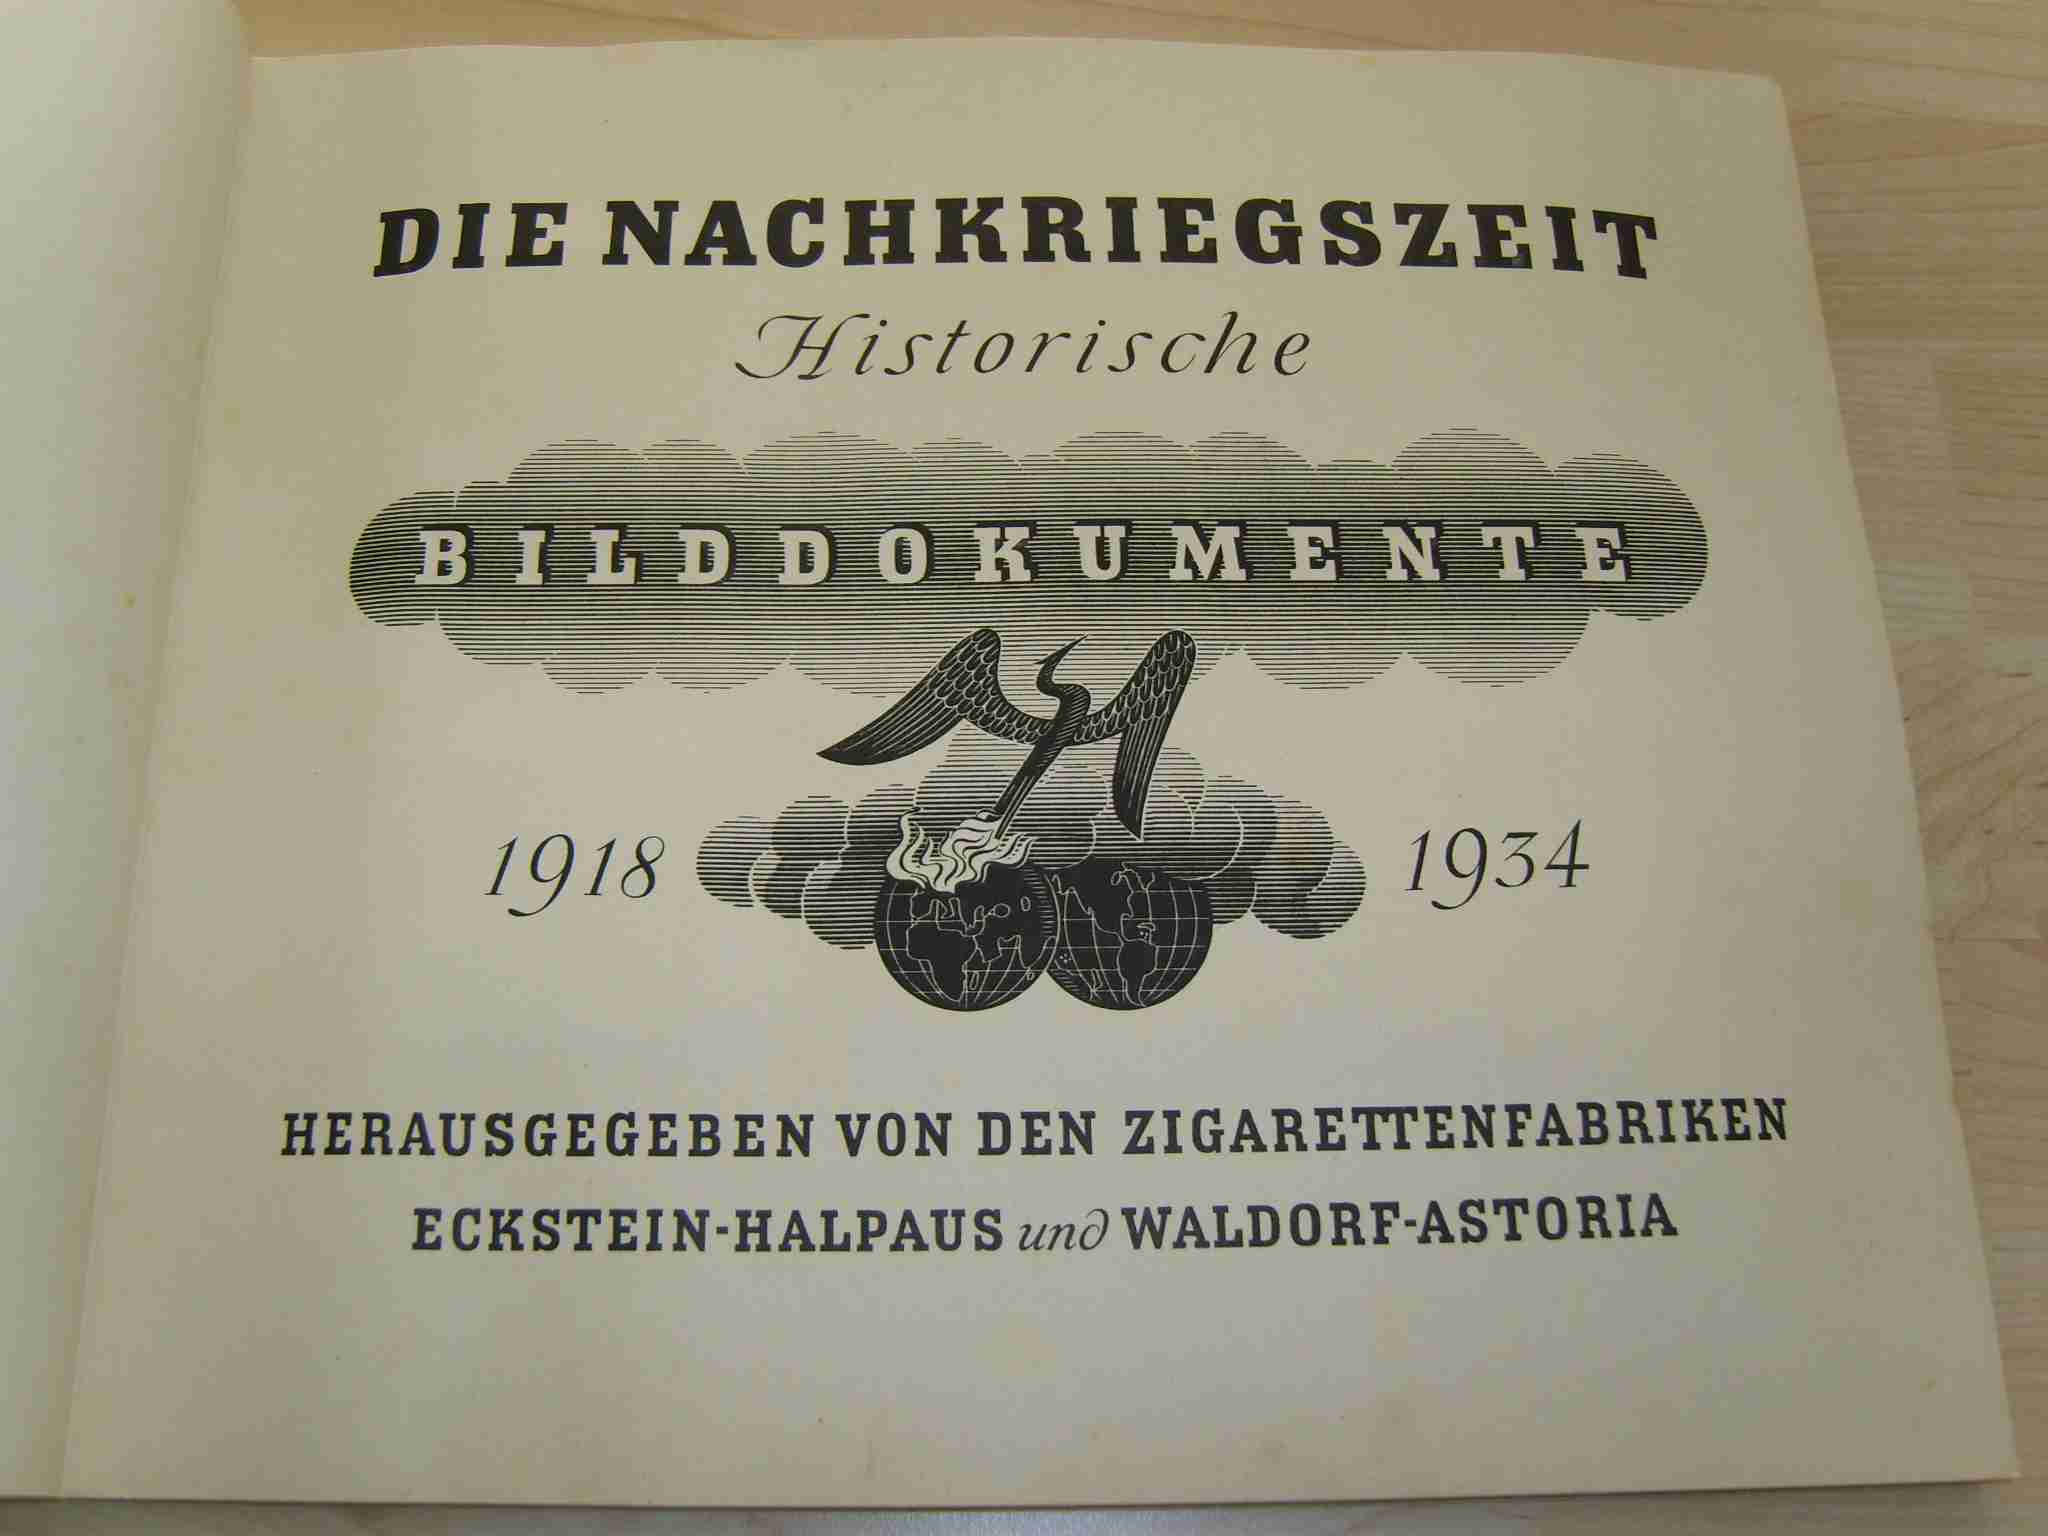 DIE NACHKRIEGSZEIT
Historische
BILDDOKUMENTE
1918 1934
HERAUSGEGEBEN VON DEN ZIGARETTENFABRIKEN
ECKSTEIN-HALPAUS und WALDORF-ASTORIA